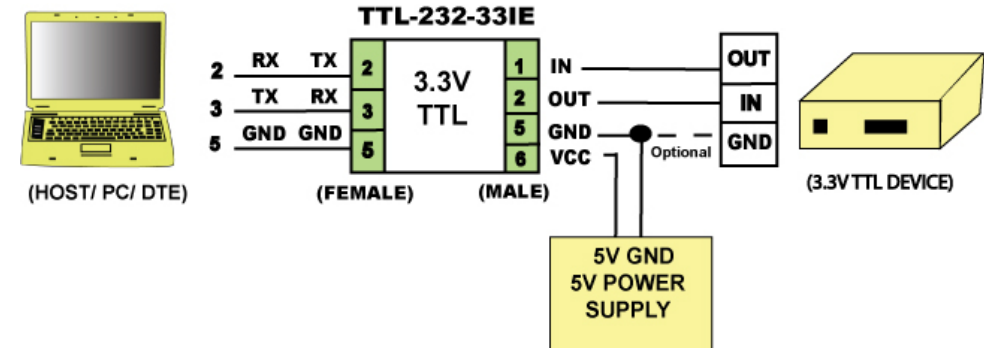 TTL-232-33IE
2 RX TX 2
3 TX RX 3
5 GND GND 5
3.3V
TTL
1 IN
2 OUT
5 GND
6 VCC
Optional
OUT
IN
GND
(HOST/ PC/ DTE)
(FEMALE)
(MALE)
(3.3V TTL DEVICE)
5V GND
5V POWER
SUPPLY